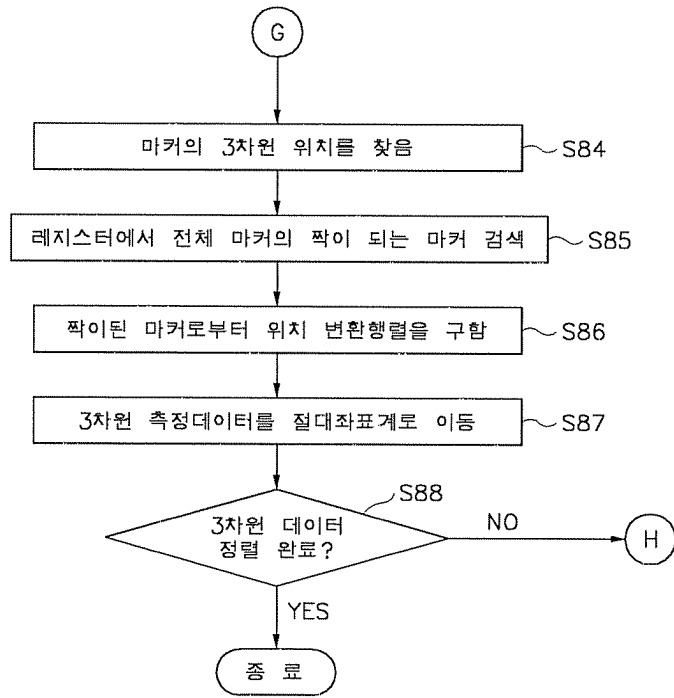 G
마커의 3차원 위치를 찾음
S84
레지스터에서 전체 마커의 짝이 되는 마커 검색
S85
짝이된 마커로부터 위치 변환행렬을 구함
S86
3차원 측정데이터를 절대좌표계로 이동
S87
S88
3차원 데이터
정렬 완료?
NO
H
YES
종 료